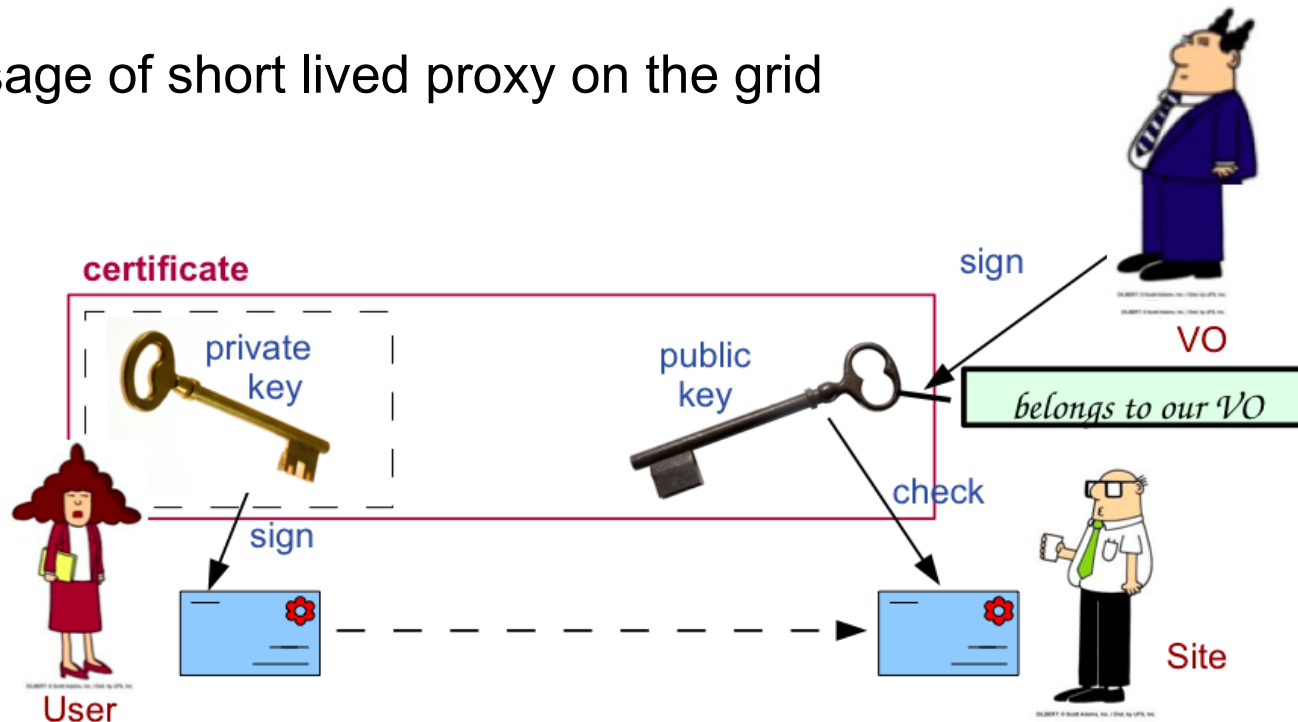 sage of short lived proxy on the grid
certificate
sign
private
key
public
key
VO
belongs to our VO
check
sign
Site
User